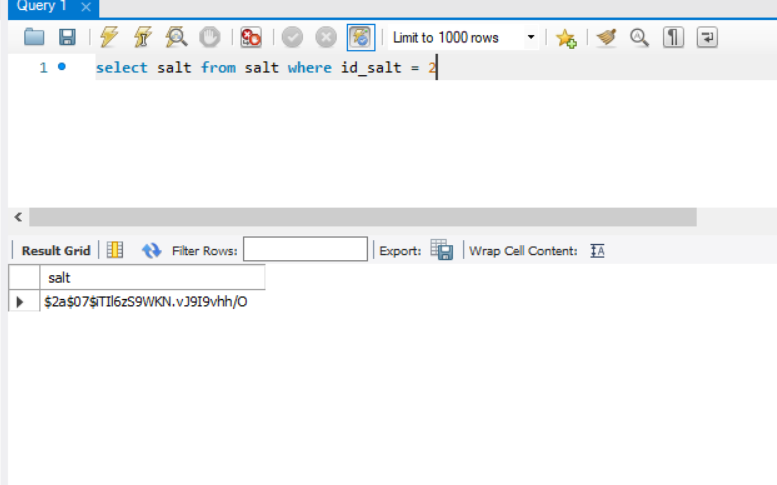 Query 1
Limit to 1000 rows
1 select salt from salt where id_salt = 2
Result Grid Filter Rows: Export: Wrap Cell Content:
salt
$2a$07$iTIl6zS9WKN.vJ9I9vhh/O